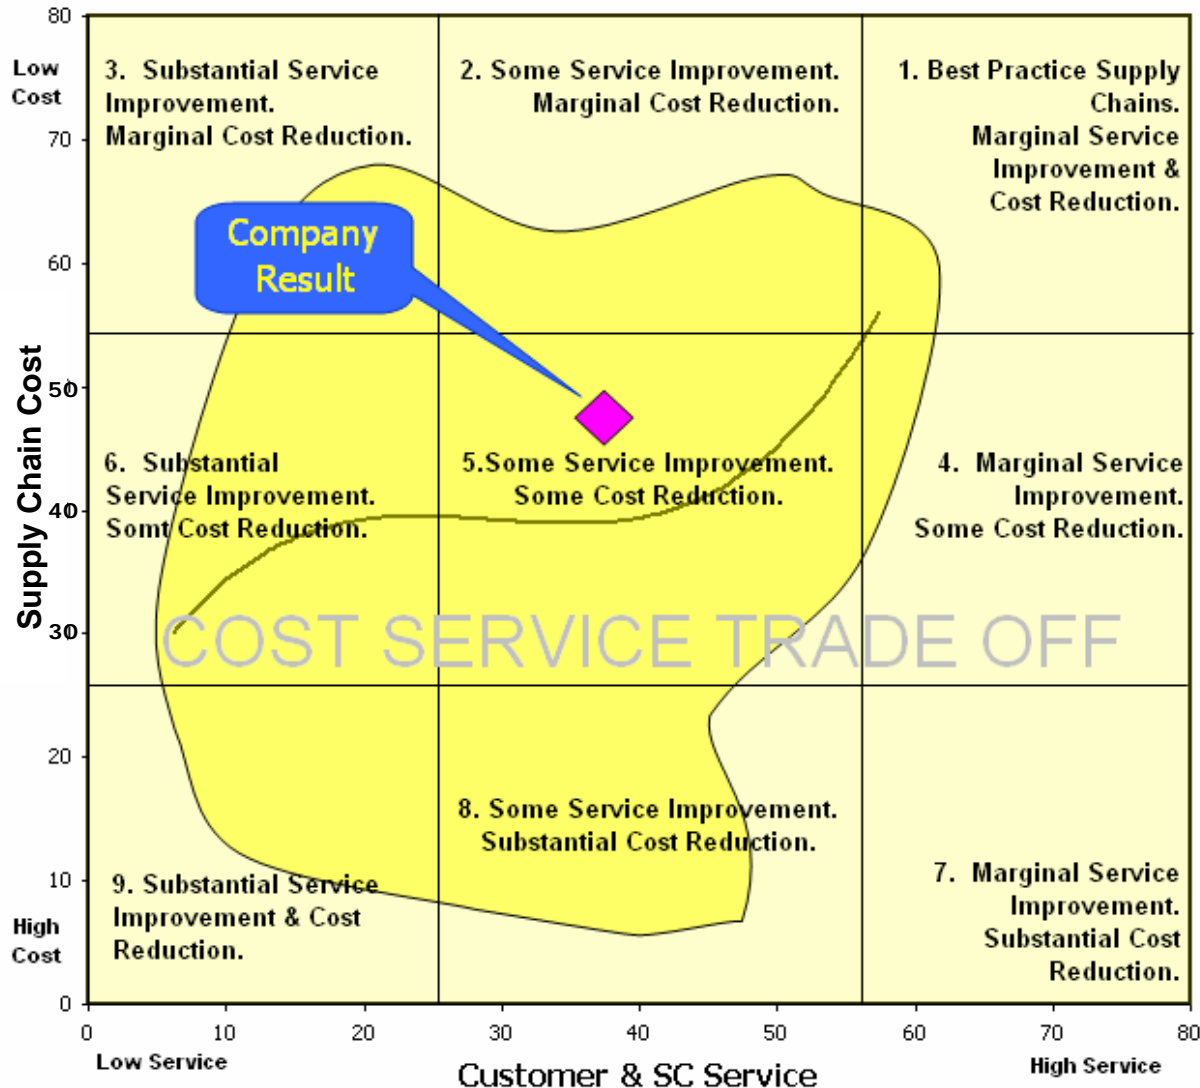 80
Low
Cost
3. Substantial Service
Improvement.
Marginal Cost Reduction.
2. Some Service Improvement.
Marginal Cost Reduction.
1. Best Practice Supply
Chains.
Marginal Service
Improvement &
Cost Reduction.
70
Company
Result
60
Supply Chain Cost
50
6. Substantial
Service Improvement.
Somt Cost Reduction.
5.Some Service Improvement.
Some Cost Reduction.
4. Marginal Service
Improvement.
Some Cost Reduction.
40
30
COST SERVICE TRADE OFF
20
8. Some Service Improvement.
Substantial Cost Reduction.
10
9. Substantial Service
Improvement & Cost
Reduction.
7. Marginal Service
Improvement.
Substantial Cost
Reduction.
High
Cost
0
0 10 20 30 40 50 60 70 80
Low Service
Customer & SC Service
High Service